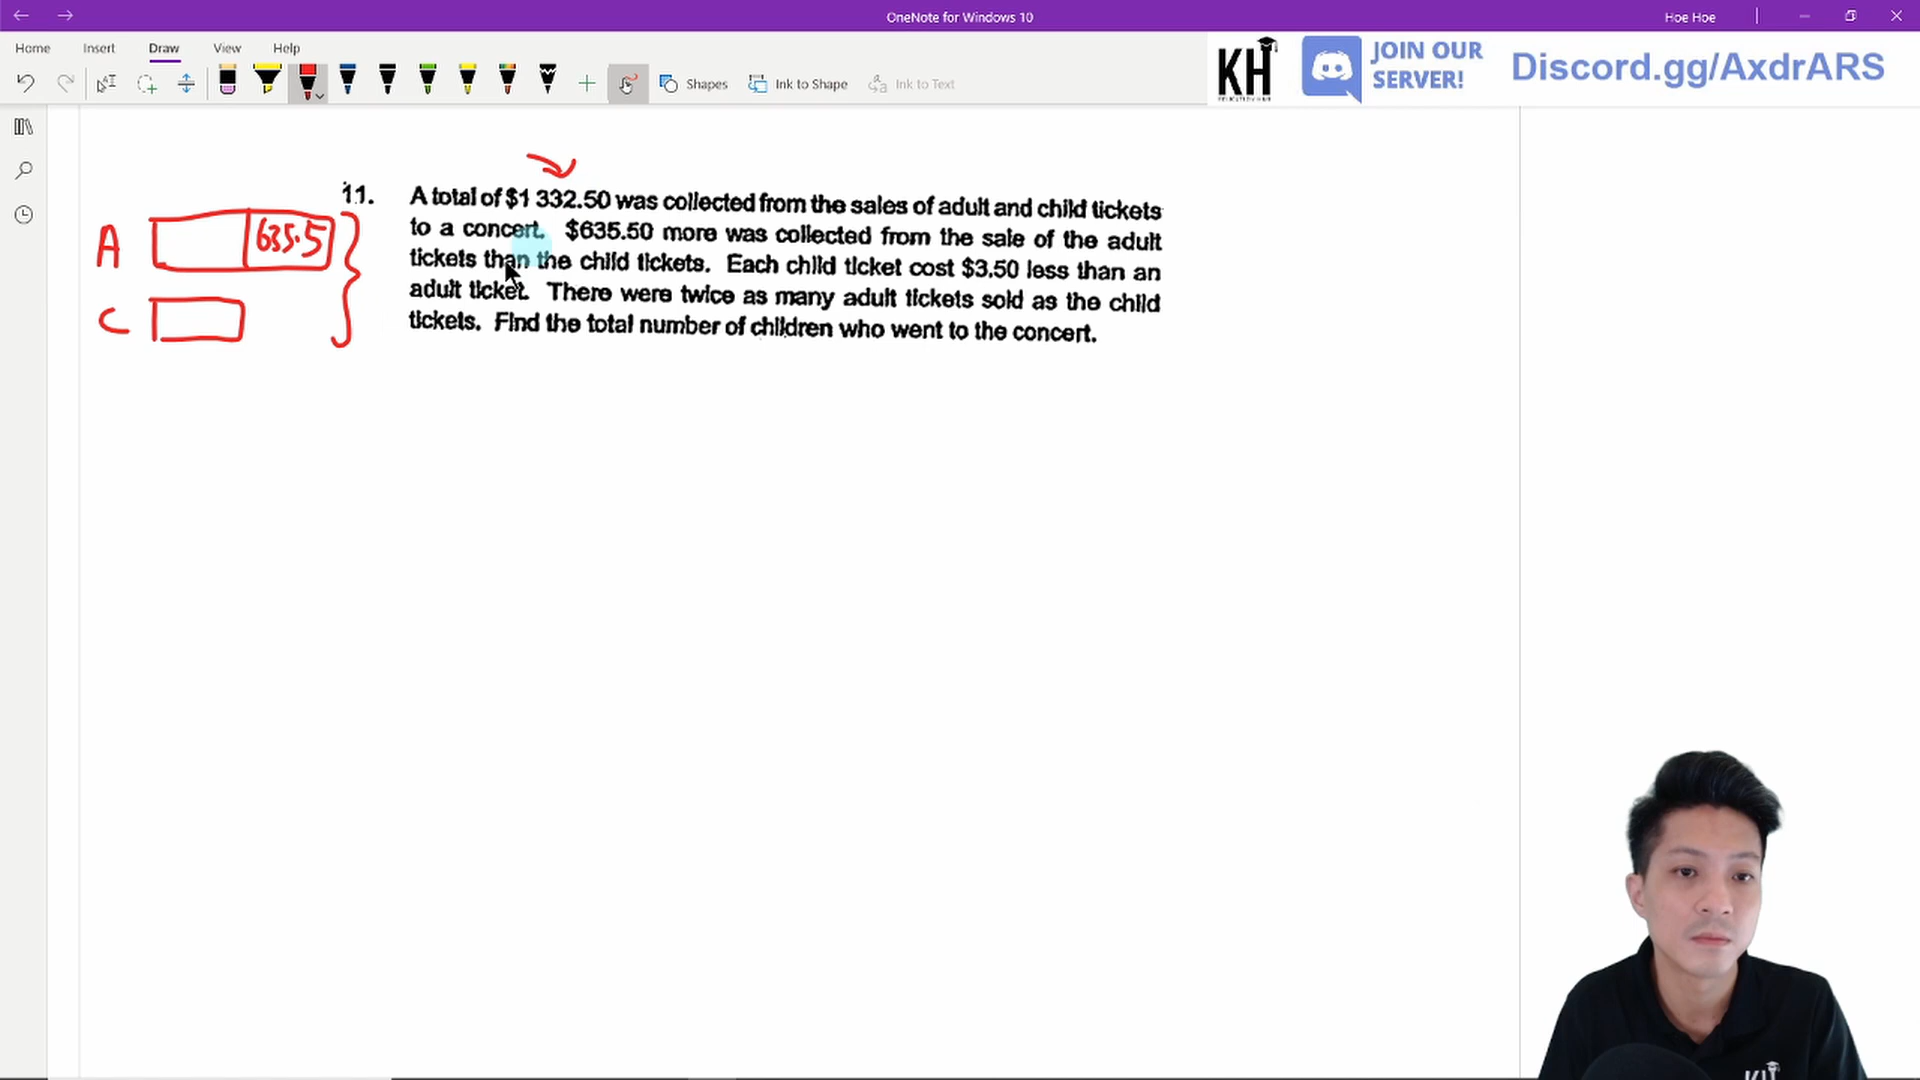 OneNote for Windows 10
Hoe Hoe
Home Insert Draw View Help
Shapes Ink to Shape Ink to Text
KH
JOIN OUR SERVER!
Discord.gg/AxdrARS
11. A total of $1 332.50 was collected from the sales of adult and child tickets
to a concert. $635.50 more was collected from the sale of the adult
tickets than the child tickets. Each child ticket cost $3.50 less than an
adult ticket. There were twice as many adult tickets sold as the child
tickets. Find the total number of children who went to the concert.
A 635.5
C